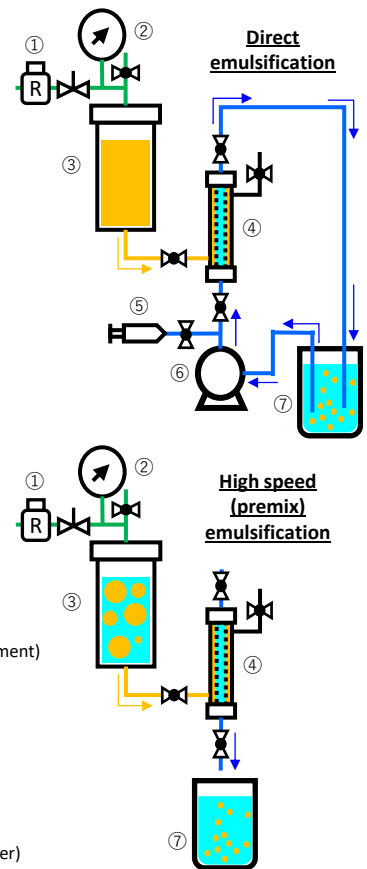 Direct
emulsification
①
②
R
③
④
⑤
⑥
⑦
High speed
(premix)
emulsification
①
②
R
③
ment)
④
⑦
er)